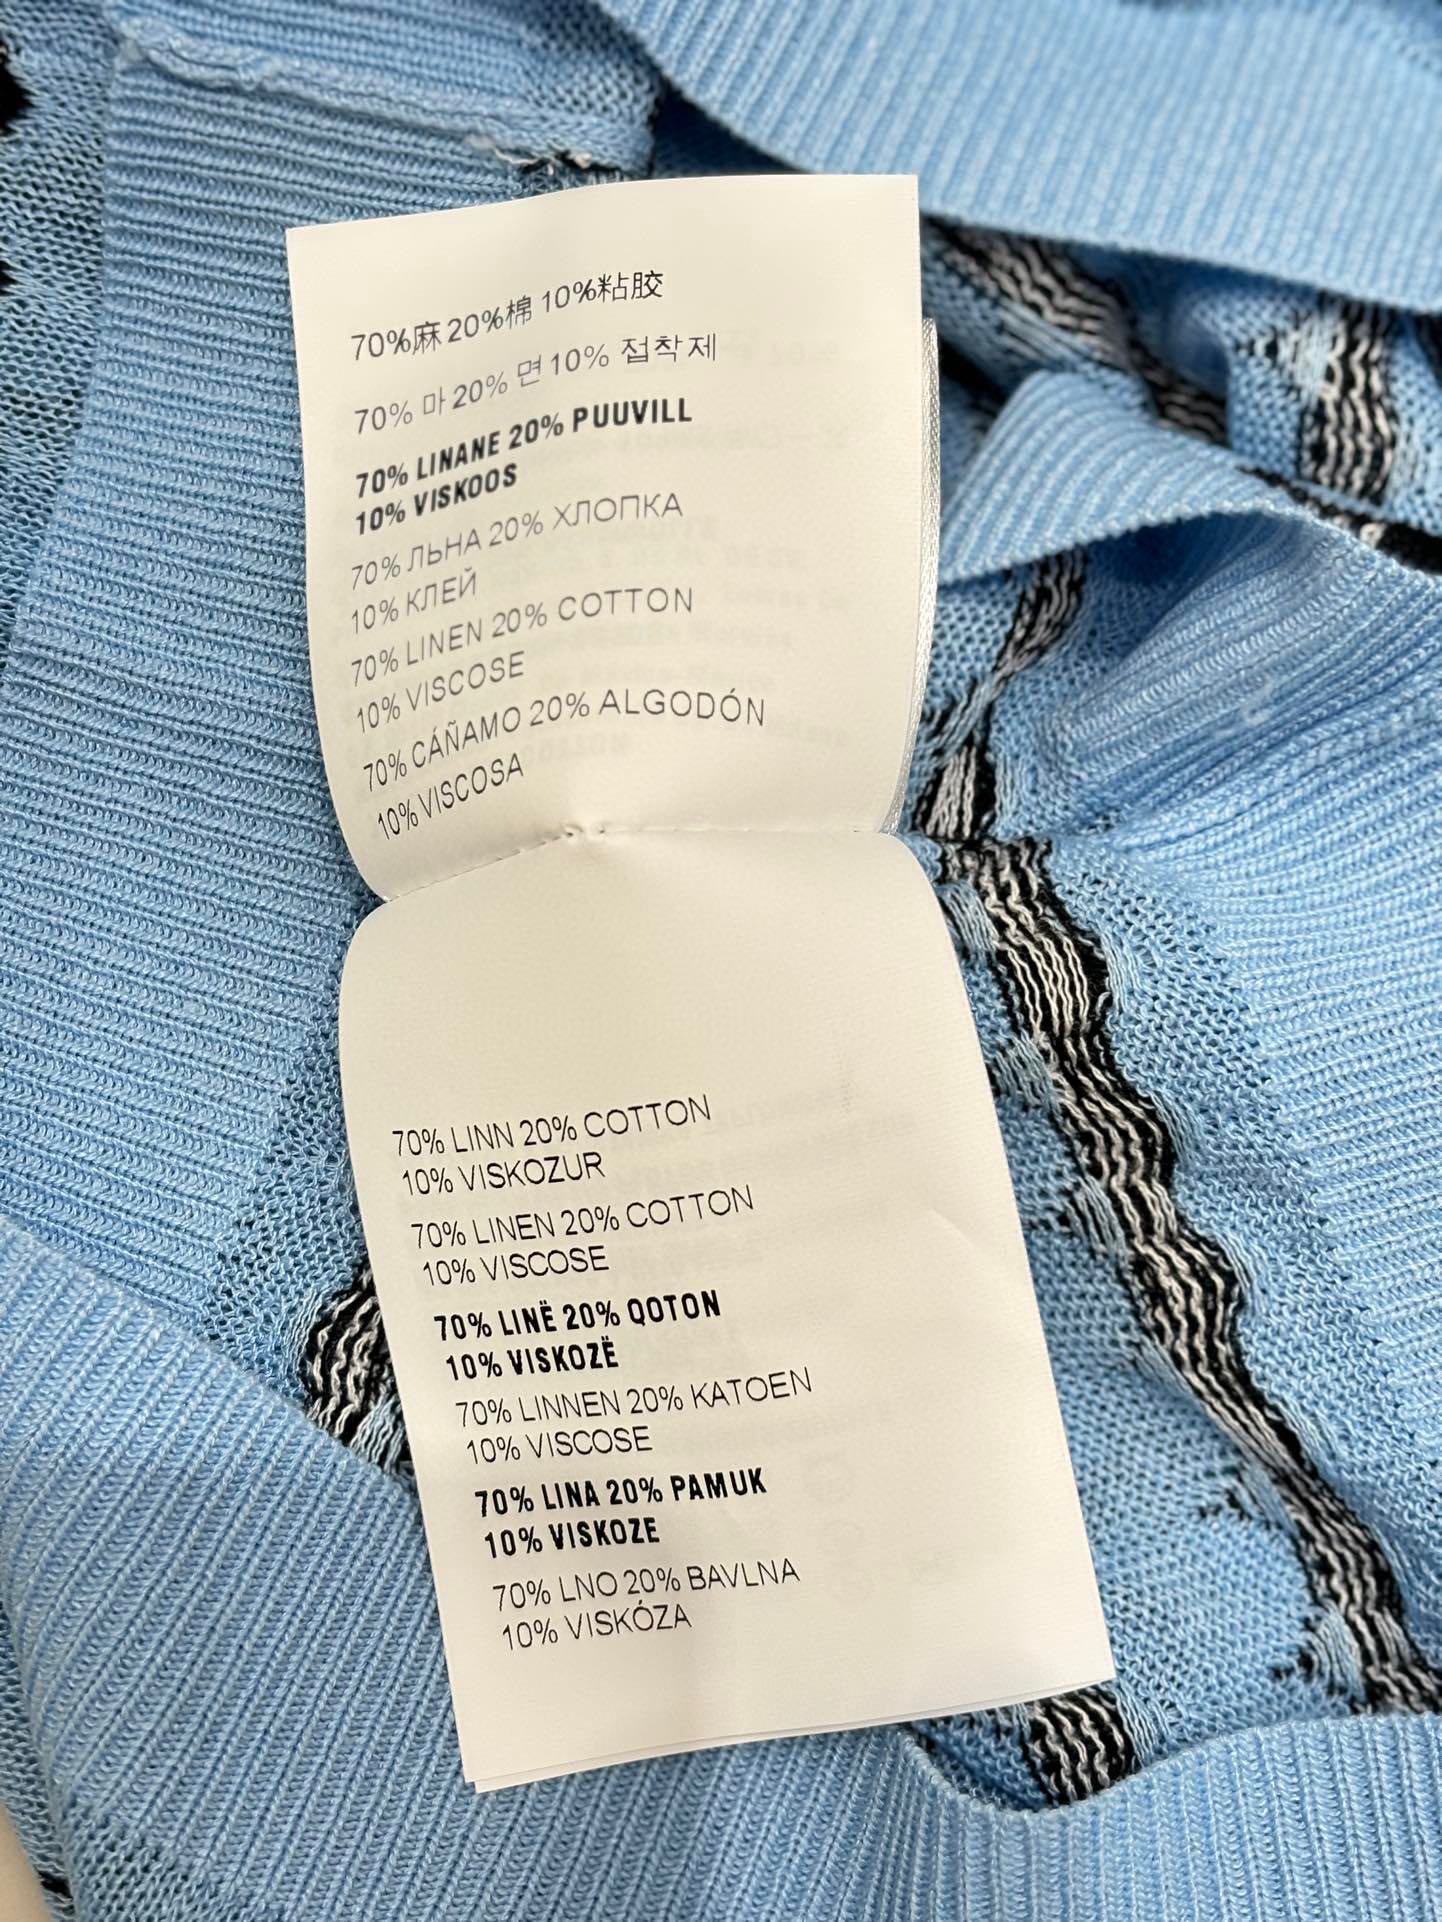 70%麻 20%棉 10%粘胶
70% 마 20% 면 10% 접착제
70% LINANE 20% PUUVILL
10% VISKOOS
70% ЛЬНА 20% ХЛОПКА
10% КЛЕЙ
70% LINEN 20% COTTON
10% VISCOSE
70% CÁÑAMO 20% ALGODÓN
10% VISCOSA
70% LINN 20% COTTON
10% VISKOZUR
70% LINEN 20% COTTON
10% VISCOSE
70% LINË 20% QOTON
10% VISKOZË
70% LINNEN 20% KATOEN
10% VISCOSE
70% LINA 20% PAMUK
10% VISKOZE
70% LNO 20% BAVLNA
10% VISKÓZA